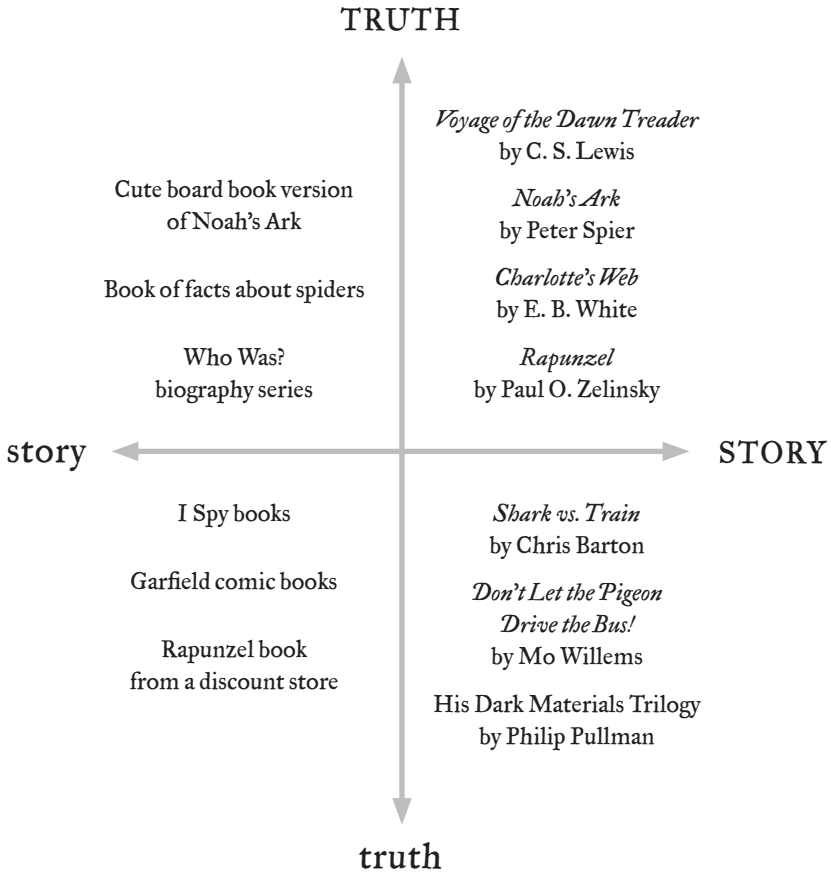 TRUTH
Voyage of the Dawn Treader
by C. S. Lewis
Cute board book version
of Noah's Ark
Noah's Ark
by Peter Spier
Book of facts about spiders
Charlotte's Web
by E. B. White
Who Was?
biography series
Rapunzel
by Paul O. Zelinsky
story
STORY
I Spy books
Shark vs. Train
by Chris Barton
Garfield comic books
Don't Let the Pigeon
Drive the Bus!
by Mo Willems
Rapunzel book
from a discount store
His Dark Materials Trilogy
by Philip Pullman
truth